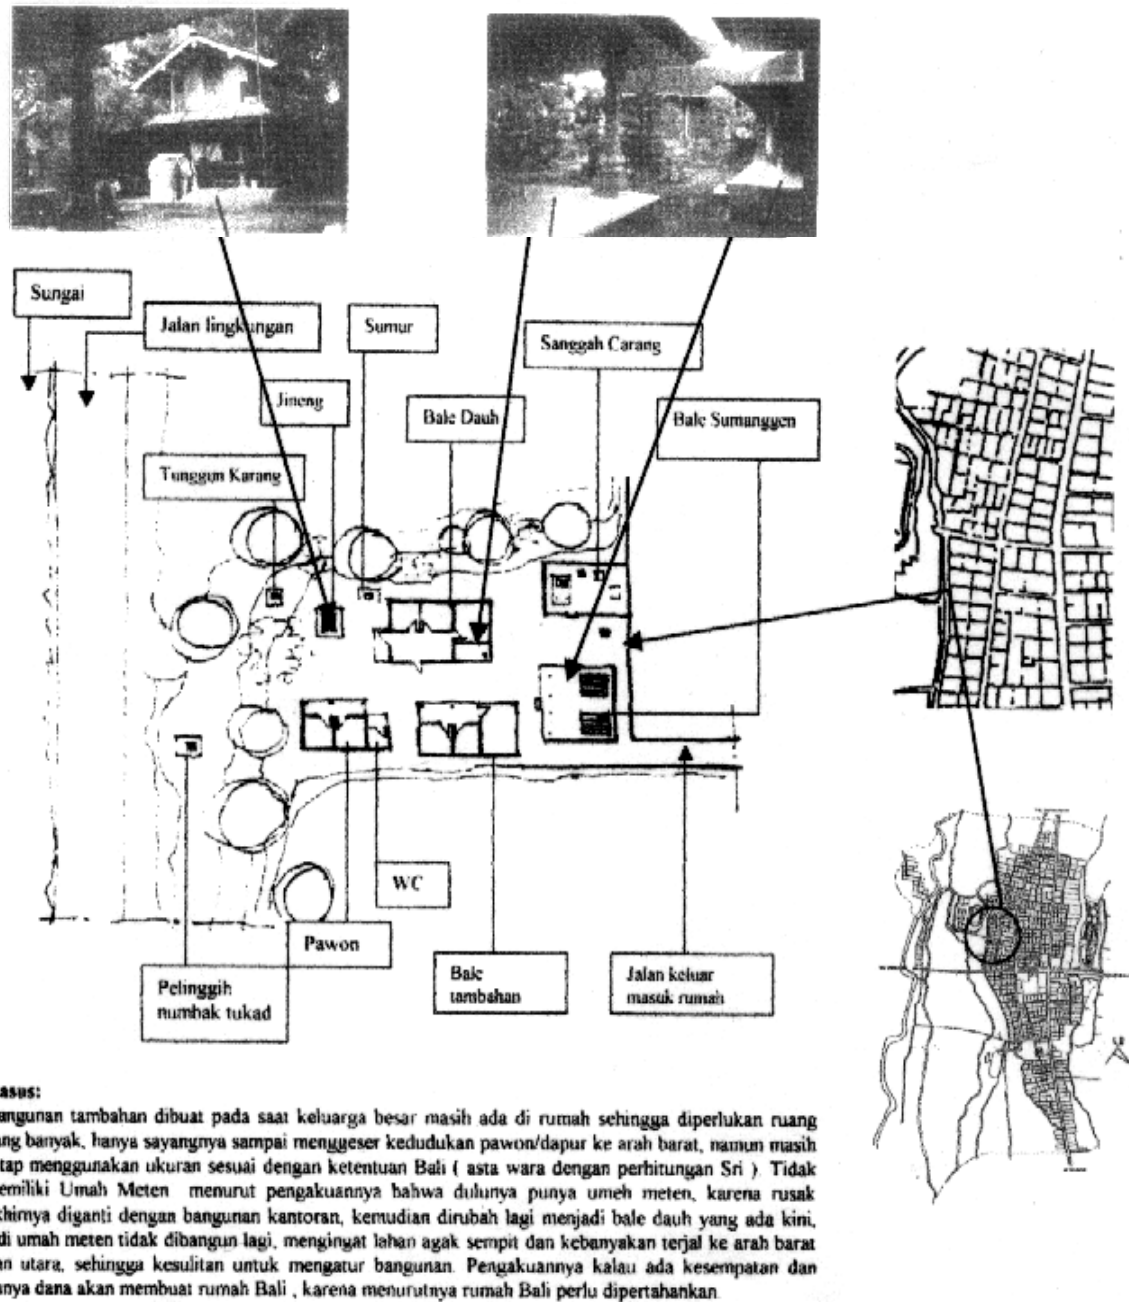 Sungai
Jalan lingkungan
Sumur
Sanggah Carang
Jineng
Bale Dauh
Bale Sumanggen
Tunggun Karang
WC
Pawon
Pelinggih
numbak tukad
Bale
tambahan
Jalan keluar
masuk rumah
asus:
angunan tambahan dibuat pada saat keluarga besar masih ada di rumah sehingga diperlukan ruang
ng banyak, hanya sayangnya sampai menggeser kedudukan pawon/dapur ke arah barat, namun masih
tap menggunakan ukuran sesuai dengan ketentuan Bali ( asta wara dengan perhitungan Sri ). Tidak
emiliki Umah Meten menurut pengakuannya bahwa dulunya punya umeh meten, karena rusak
khirnya diganti dengan bangunan kantoran, kemudian dirubah lagi menjadi bale dauh yang ada kini,
di umah meten tidak dibangun lagi, mengingat lahan agak sempit dan kebanyakan terjal ke arah barat
an utara, sehingga kesulitan untuk mengatur bangunan. Pengakuannya kalau ada kesempatan dan
anya dana akan membuat rumah Bali , karena menurutnya rumah Bali perlu dipertahankan.